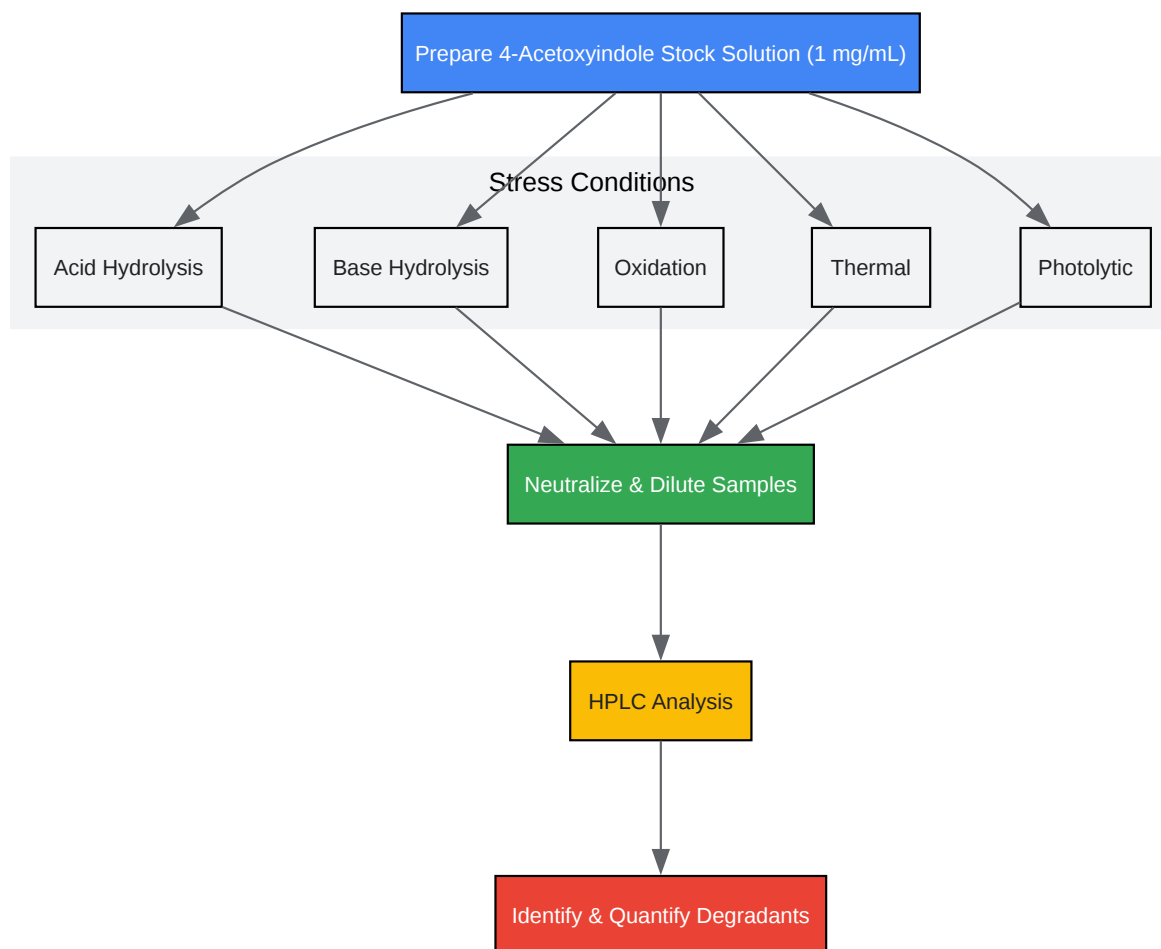 Prepare 4-Acetoxyindole Stock Solution (1 mg/mL)
Stress Conditions
Acid Hydrolysis
Base Hydrolysis
Oxidation
Thermal
Photolytic
Neutralize & Dilute Samples
HPLC Analysis
Identify & Quantify Degradants